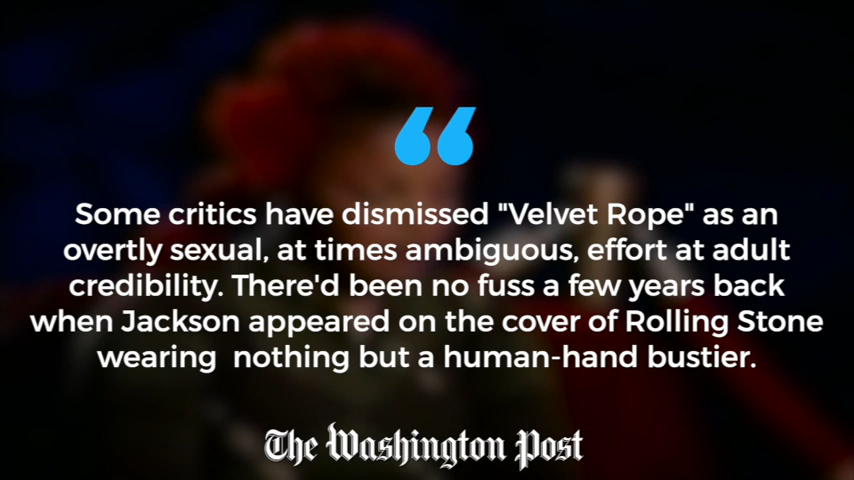 “
Some critics have dismissed "Velvet Rope" as an
overtly sexual, at times ambiguous, effort at adult
credibility. There'd been no fuss a few years back
when Jackson appeared on the cover of Rolling Stone
wearing  nothing but a human-hand bustier.
The Washington Post